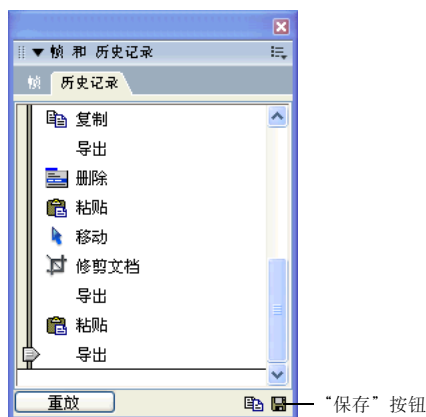 帧 和 历史记录
帧 历史记录
复制
导出
删除
粘贴
移动
修剪文档
导出
粘贴
导出
重放
“保存”按钮